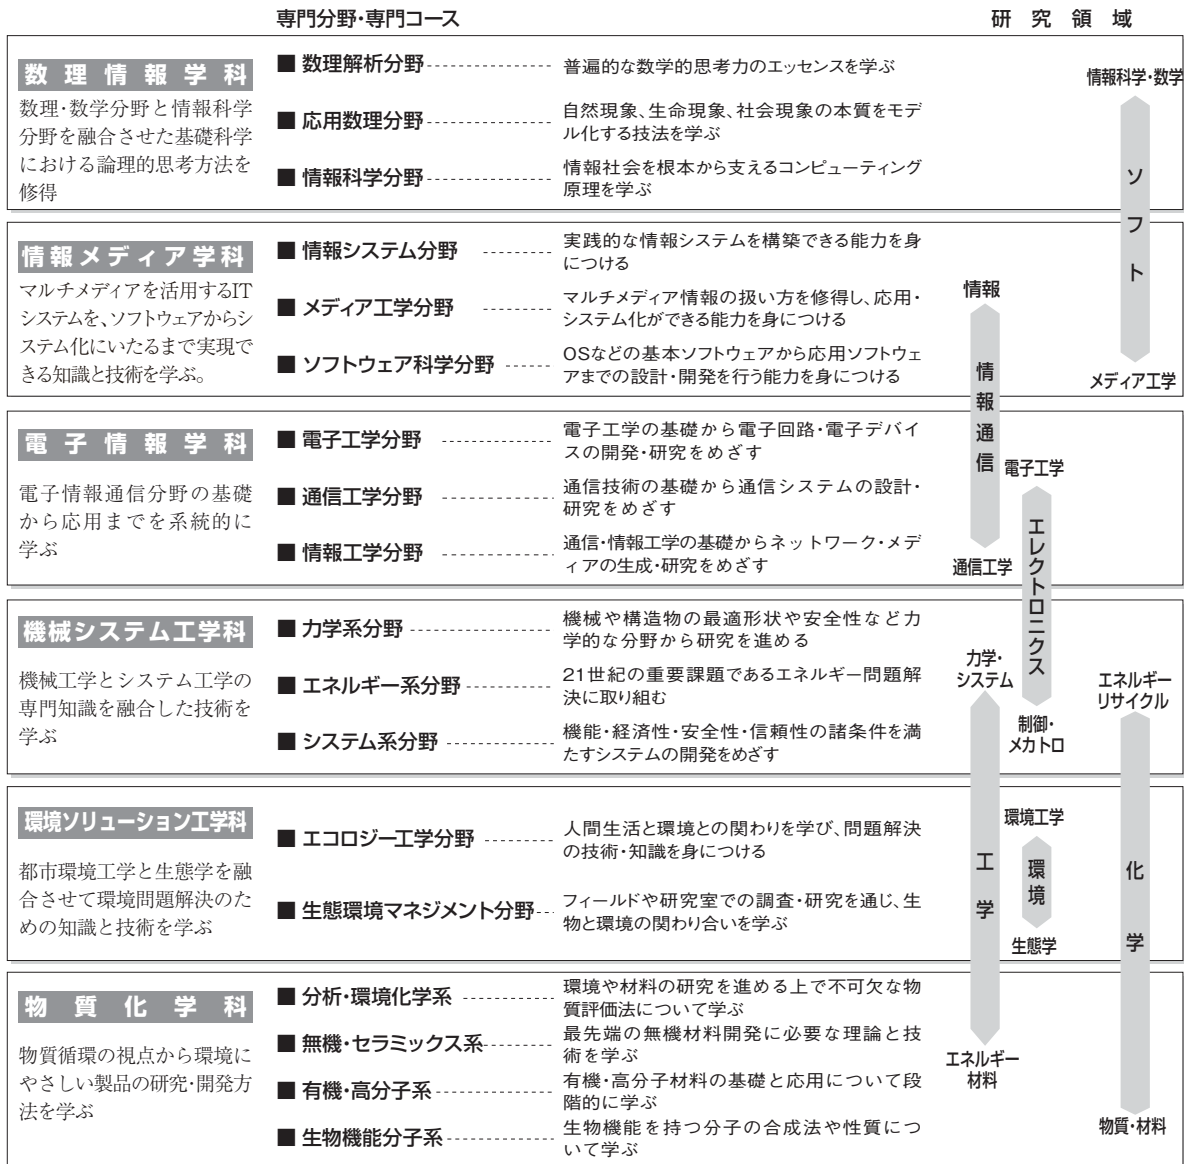 専門分野・専門コース
研究領域
数理情報学科
数理・数学分野と情報科学
分野を融合させた基礎科学
における論理的思考方法を
修得
■ 数理解析分野
普遍的な数学的思考力のエッセンスを学ぶ
■ 応用数理分野
自然現象、生命現象、社会現象の本質をモデ
ル化する技法を学ぶ
■ 情報科学分野
情報社会を根本から支えるコンピューティング
原理を学ぶ
情報科学・数学
ソフト
メディア工学
情報メディア学科
マルチメディアを活用するIT
システムを、ソフトウェアからシ
ステム化にいたるまで実現で
きる知識と技術を学ぶ。
■ 情報システム分野
実践的な情報システムを構築できる能力を身
につける
■ メディア工学分野
マルチメディア情報の扱い方を修得し、応用・
システム化ができる能力を身につける
■ ソフトウェア科学分野
OSなどの基本ソフトウェアから応用ソフトウェ
アまでの設計・開発を行う能力を身につける
情報
情報通信
通信工学
電子情報学科
電子情報通信分野の基礎
から応用までを系統的に
学ぶ
■ 電子工学分野
電子工学の基礎から電子回路・電子デバイ
スの開発・研究をめざす
■ 通信工学分野
通信技術の基礎から通信システムの設計・
研究をめざす
■ 情報工学分野
通信・情報工学の基礎からネットワーク・メデ
ィアの生成・研究をめざす
電子工学
エレクトロニクス
制御・
メカトロ
機械システム工学科
機械工学とシステム工学の
専門知識を融合した技術を
学ぶ
■ 力学系分野
機械や構造物の最適形状や安全性など力
学的な分野から研究を進める
■ エネルギー系分野
21世紀の重要課題であるエネルギー問題解
決に取り組む
■ システム系分野
機能・経済性・安全性・信頼性の諸条件を満
たすシステムの開発をめざす
力学・
システム
工学
エネルギー
材料
エネルギー
リサイクル
化学
物質・材料
環境ソリューション工学科
都市環境工学と生態学を融
合させて環境問題解決のた
めの知識と技術を学ぶ
■ エコロジー工学分野
人間生活と環境との関わりを学び、問題解決
の技術・知識を身につける
■ 生態環境マネジメント分野
フィールドや研究室での調査・研究を通じ、生
物と環境の関わり合いを学ぶ
環境工学
環境
生態学
物質化学科
物質循環の視点から環境に
やさしい製品の研究・開発方
法を学ぶ
■ 分析・環境化学系
環境や材料の研究を進める上で不可欠な物
質評価法について学ぶ
■ 無機・セラミックス系
最先端の無機材料開発に必要な理論と技
術を学ぶ
■ 有機・高分子系
有機・高分子材料の基礎と応用について段
階的に学ぶ
■ 生物機能分子系
生物機能を持つ分子の合成法や性質につ
いて学ぶ